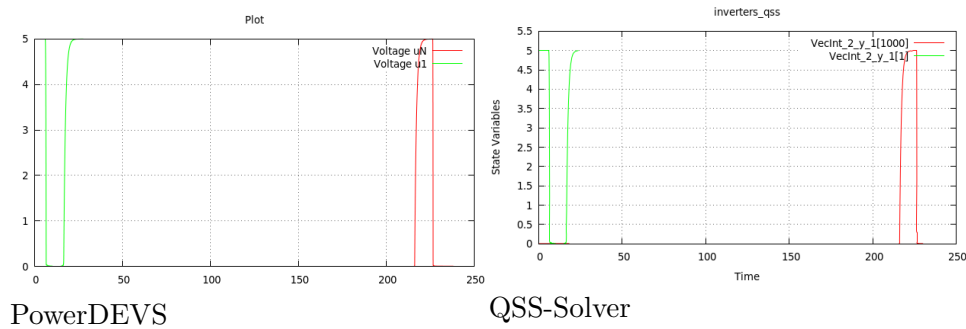 Plot
5
4
3
2
1
0
0 50 100 150 200 250
Voltage uN
Voltage u1
PowerDEVS
inverters_qss
State Variables
5.5
5
4.5
4
3.5
3
2.5
2
1.5
1
0.5
0
0 50 100 150 200 250
VecInt_2_y_1[1000]
VecInt_2_y_1[1]
Time
QSS-Solver